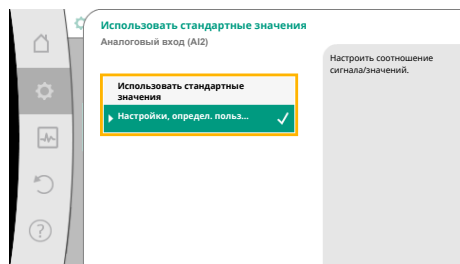 Использовать стандартные значения
Аналоговый вход (AI2)
Настроить соотношение
сигнала/значений.
Использовать стандартные
значения
Настройки, определ. польз...
?